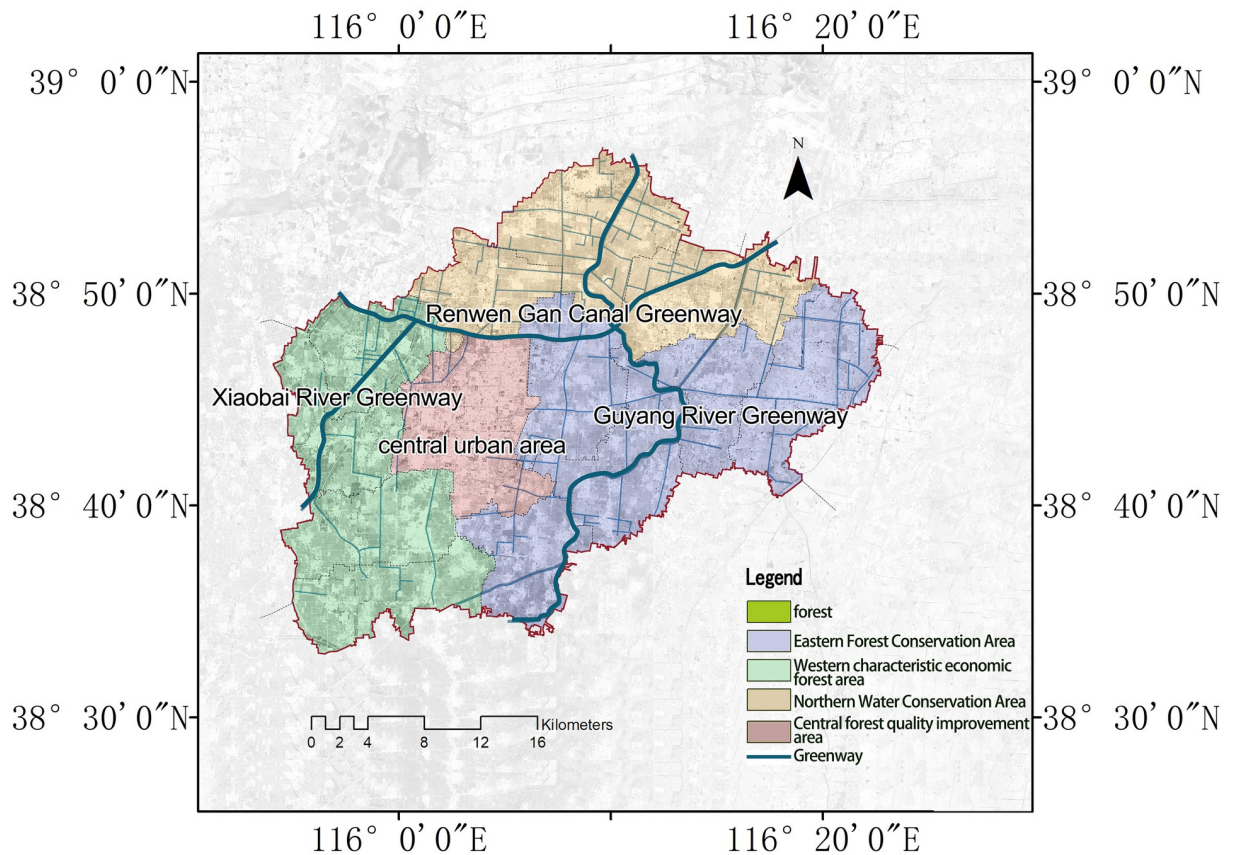 116° 0′0″E 116° 20′0″E
39° 0′0″N 39° 0′0″N
N
38° 50′0″N 38° 50′0″N
Renwen Gan Canal Greenway
Xiaobai River Greenway
Guyang River Greenway
central urban area
38° 40′0″N 38° 40′0″N
Legend
forest
Eastern Forest Conservation Area
Western characteristic economic
forest area
Northern Water Conservation Area
Central forest quality improvement
area
Greenway
38° 30′0″N 38° 30′0″N
Kilometers
0 2 4 8 12 16
116° 0′0″E 116° 20′0″E